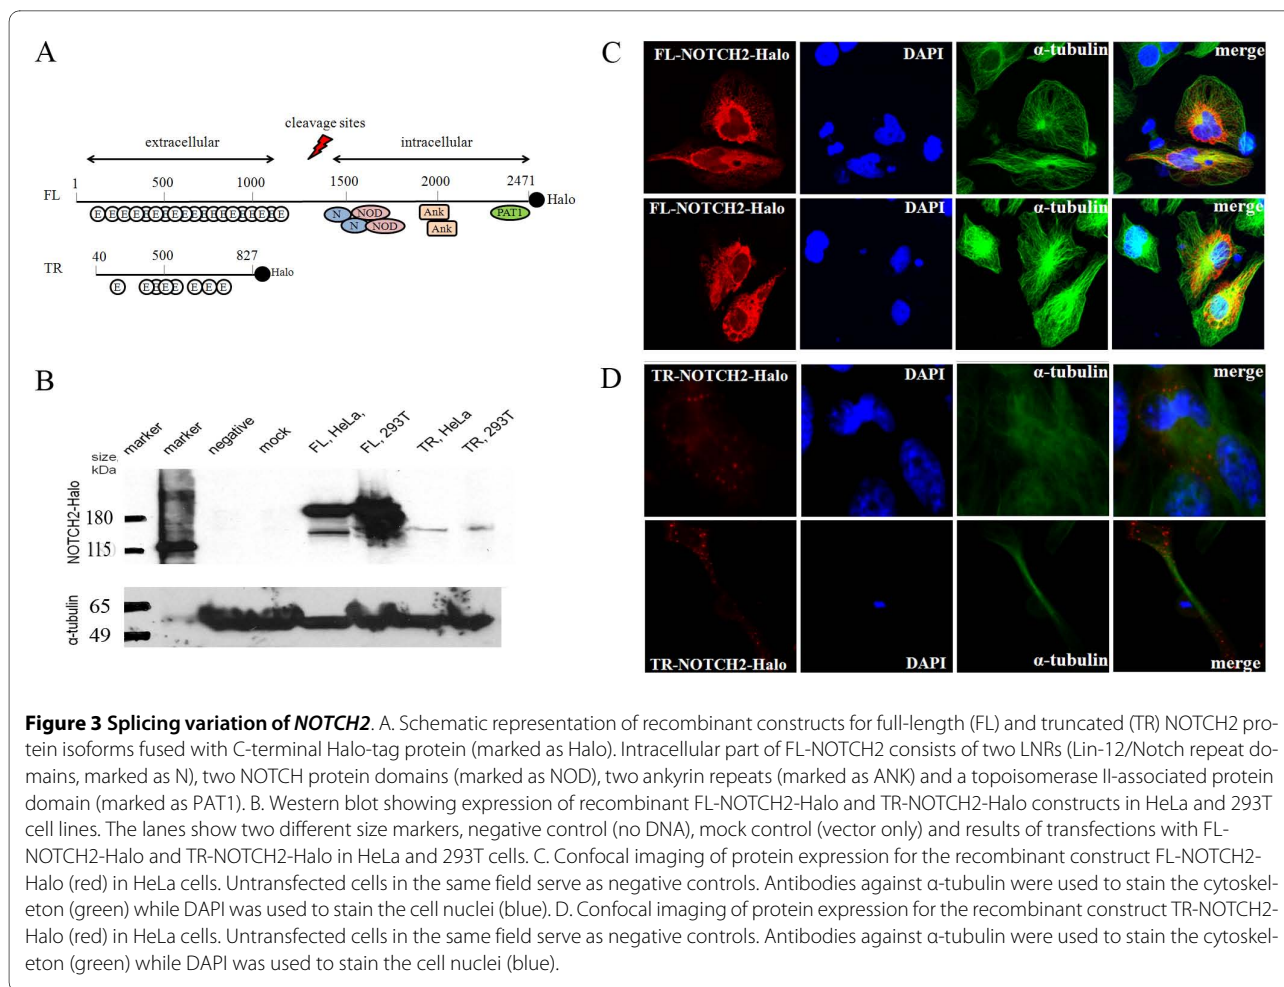 A
cleavage sites
extracellular
intracellular
1
500
1000
1500
2000
2471
FL
Halo
E E E E E E E E E E E E E E E
N
NOD
Ank
PAT1
N
NOD
Ank
TR
40
500
827
Halo
E E E E E E E E
B
marker
marker
negative
mock
FL, HeLa,
FL, 293T
TR, HeLa
TR, 293T
size,
kDa
NOTCH2-Halo
180
115
α-tubulin
65
49
C
FL-NOTCH2-Halo
DAPI
α-tubulin
merge
FL-NOTCH2-Halo
DAPI
α-tubulin
merge
D
TR-NOTCH2-Halo
DAPI
α-tubulin
merge
TR-NOTCH2-Halo
DAPI
α-tubulin
merge
Figure 3 Splicing variation of NOTCH2. A. Schematic representation of recombinant constructs for full-length (FL) and truncated (TR) NOTCH2 pro-
tein isoforms fused with C-terminal Halo-tag protein (marked as Halo). Intracellular part of FL-NOTCH2 consists of two LNRs (Lin-12/Notch repeat do-
mains, marked as N), two NOTCH protein domains (marked as NOD), two ankyrin repeats (marked as ANK) and a topoisomerase II-associated protein
domain (marked as PAT1). B. Western blot showing expression of recombinant FL-NOTCH2-Halo and TR-NOTCH2-Halo constructs in HeLa and 293T
cell lines. The lanes show two different size markers, negative control (no DNA), mock control (vector only) and results of transfections with FL-
NOTCH2-Halo and TR-NOTCH2-Halo in HeLa and 293T cells. C. Confocal imaging of protein expression for the recombinant construct FL-NOTCH2-
Halo (red) in HeLa cells. Untransfected cells in the same field serve as negative controls. Antibodies against α-tubulin were used to stain the cytoskel-
eton (green) while DAPI was used to stain the cell nuclei (blue). D. Confocal imaging of protein expression for the recombinant construct TR-NOTCH2-
Halo (red) in HeLa cells. Untransfected cells in the same field serve as negative controls. Antibodies against α-tubulin were used to stain the cytoskel-
eton (green) while DAPI was used to stain the cell nuclei (blue).